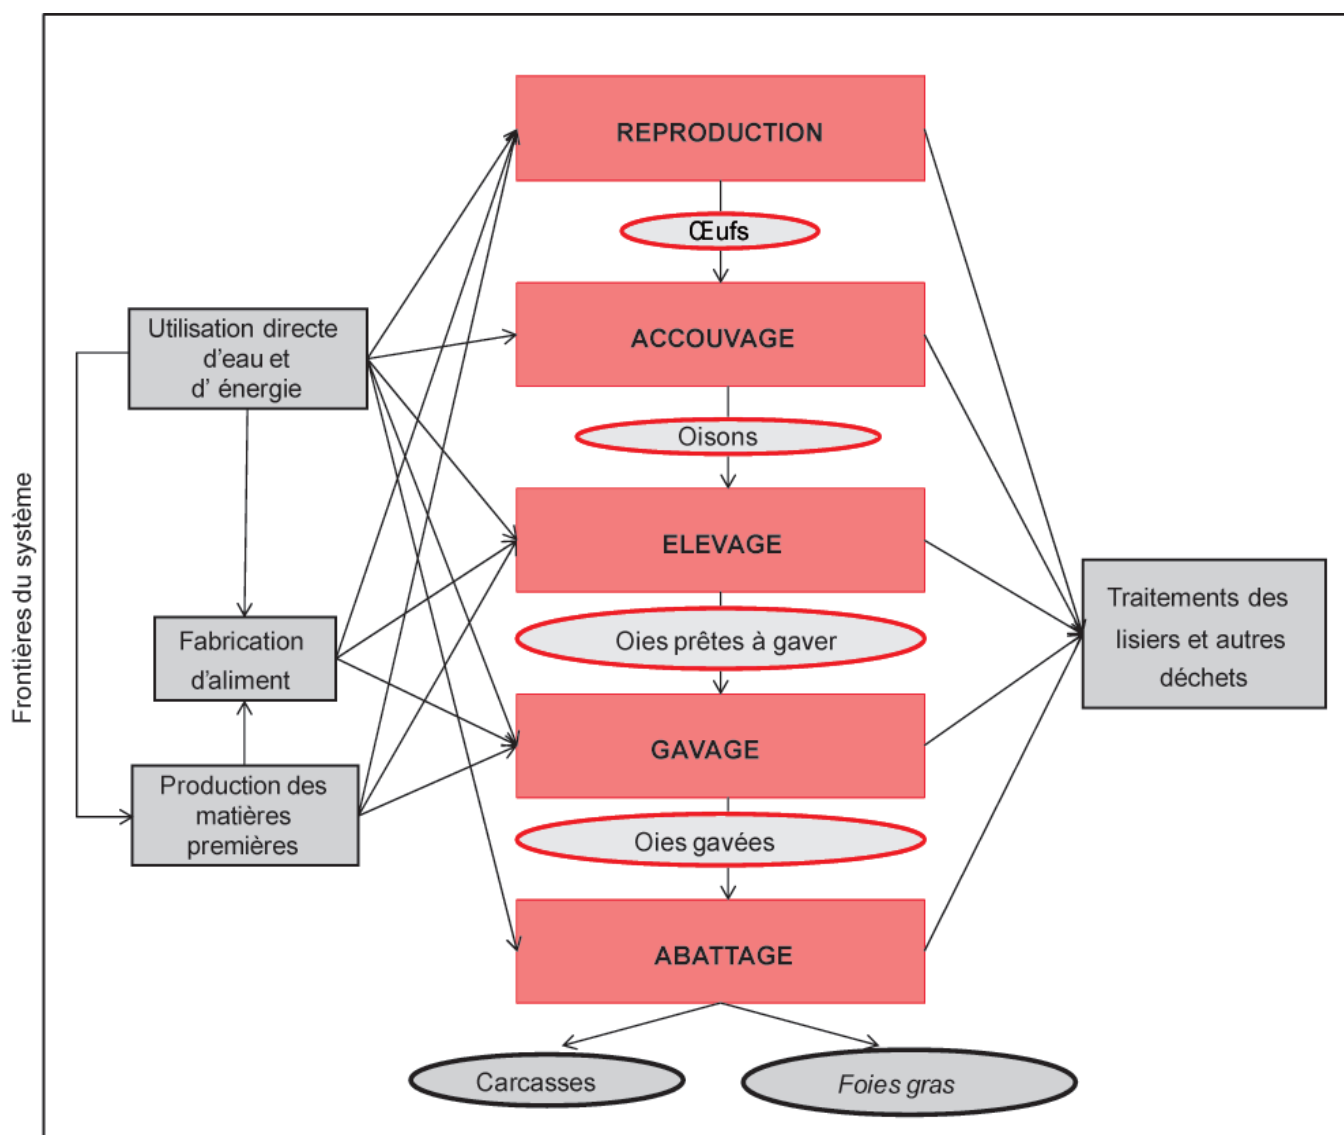 Frontières du système
REPRODUCTION
Œufs
ACCOUVAGE
Oisons
ELEVAGE
Oies prêtes à gaver
GAVAGE
Oies gavées
ABATTAGE
Carcasses
Foies gras
Utilisation directe
d'eau et
d' énergie
Fabrication
d'aliment
Production des
matières
premières
Traitements des
lisiers et autres
déchets